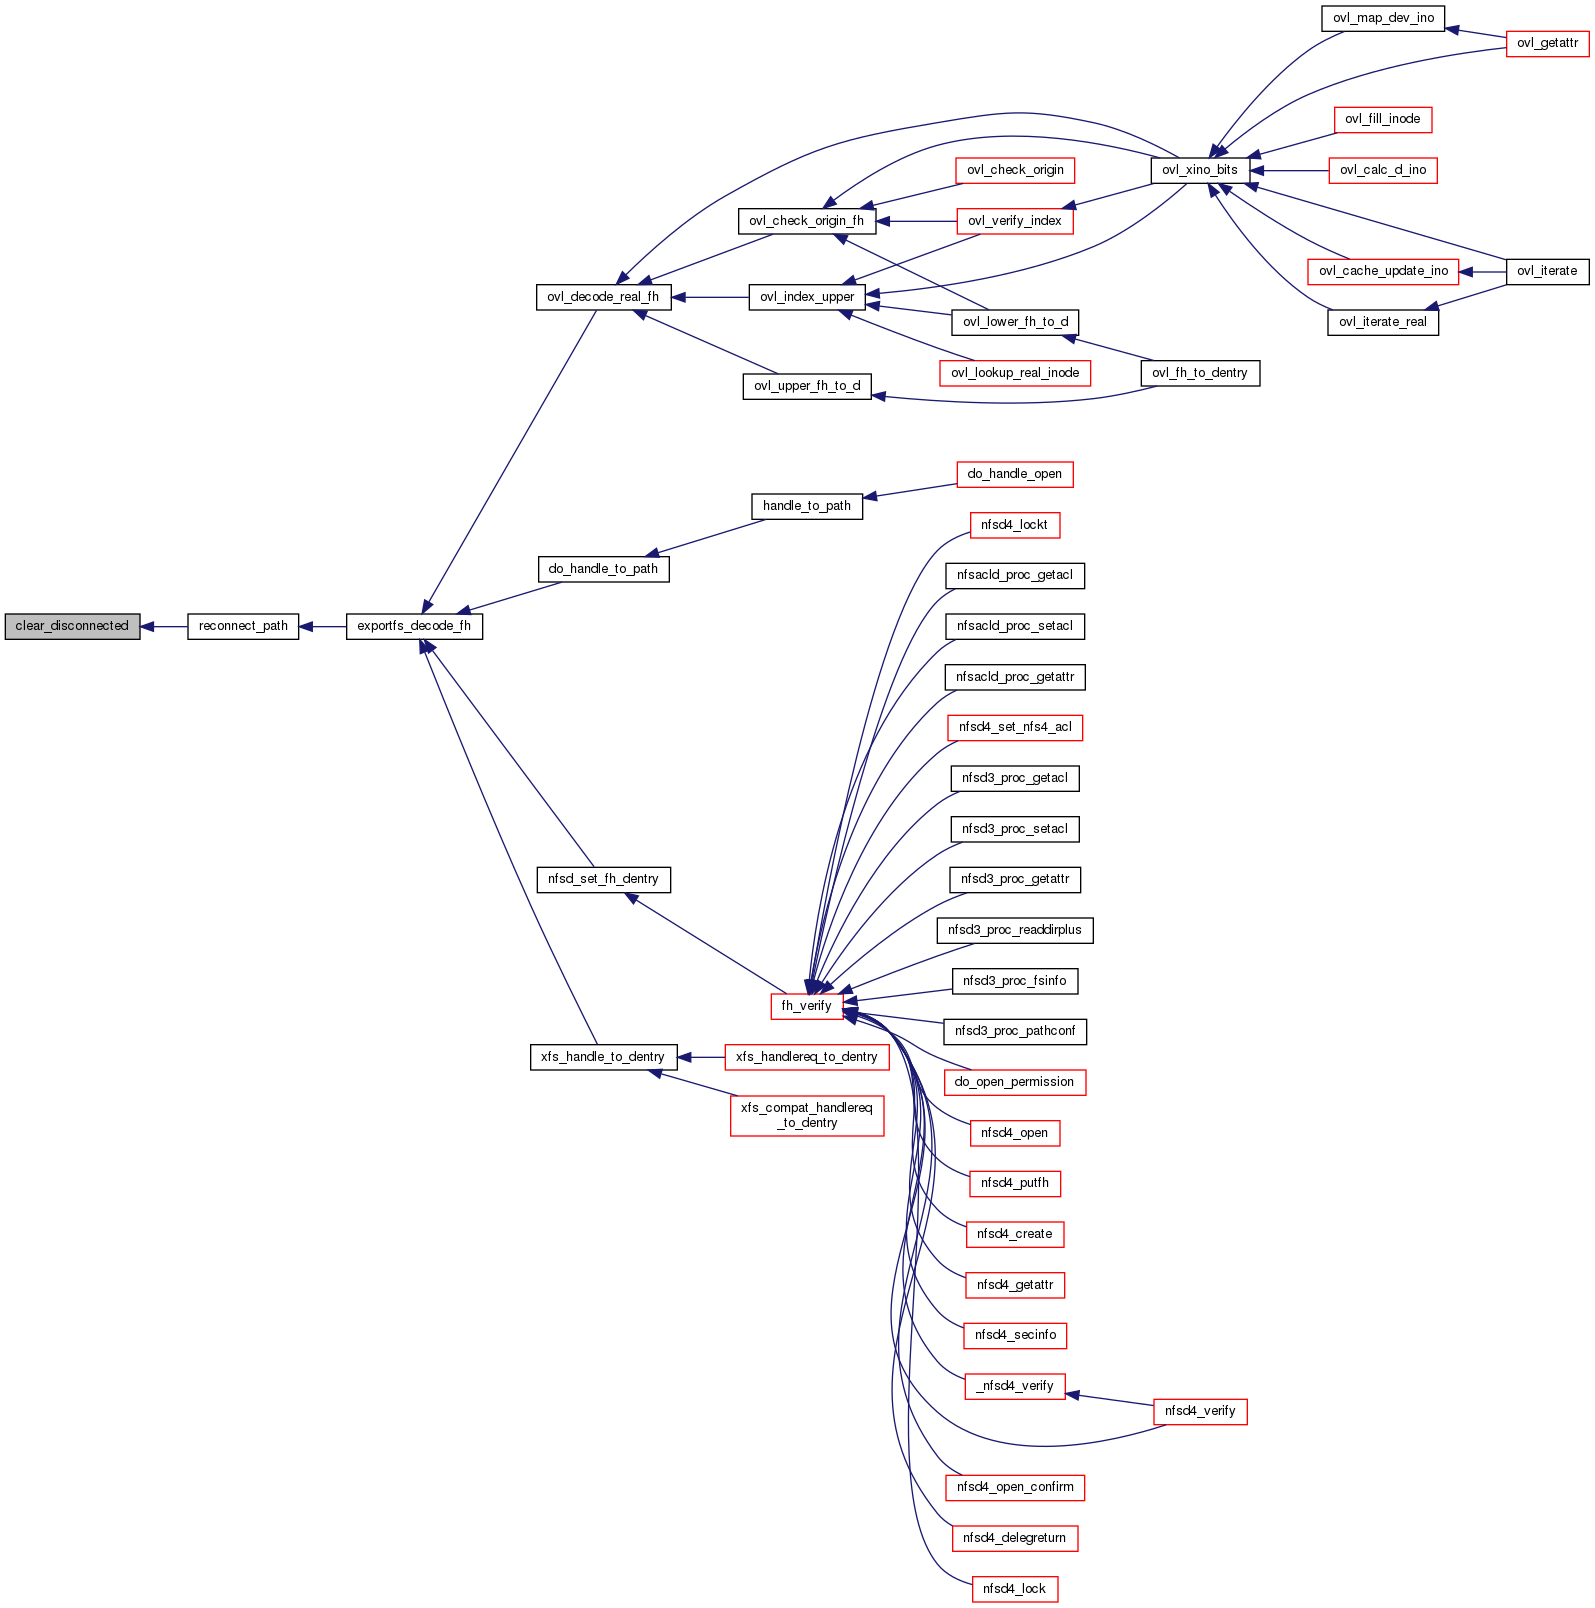 ovl_map_dev_ino
ovl_getattr
ovl_fill_inode
ovl_check_origin
ovl_xino_bits
ovl_calc_d_ino
ovl_check_origin_fh
ovl_verify_index
ovl_cache_update_ino
ovl_iterate
ovl_decode_real_fh
ovl_index_upper
ovl_lower_fh_to_d
ovl_iterate_real
ovl_lookup_real_inode
ovl_fh_to_dentry
ovl_upper_fh_to_d
do_handle_open
handle_to_path
nfsd4_lockt
do_handle_to_path
nfsacld_proc_getacl
clear_disconnected
reconnect_path
exportfs_decode_fh
nfsacld_proc_setacl
nfsacld_proc_getattr
nfsd4_set_nfs4_acl
nfsd3_proc_getacl
nfsd3_proc_setacl
nfsd_set_fh_dentry
nfsd3_proc_getattr
nfsd3_proc_readdirplus
nfsd3_proc_fsinfo
fh_verify
nfsd3_proc_pathconf
xfs_handle_to_dentry
xfs_handlereq_to_dentry
do_open_permission
xfs_compat_handlereq
_to_dentry
nfsd4_open
nfsd4_putfh
nfsd4_create
nfsd4_getattr
nfsd4_secinfo
_nfsd4_verify
nfsd4_verify
nfsd4_open_confirm
nfsd4_delegreturn
nfsd4_lock